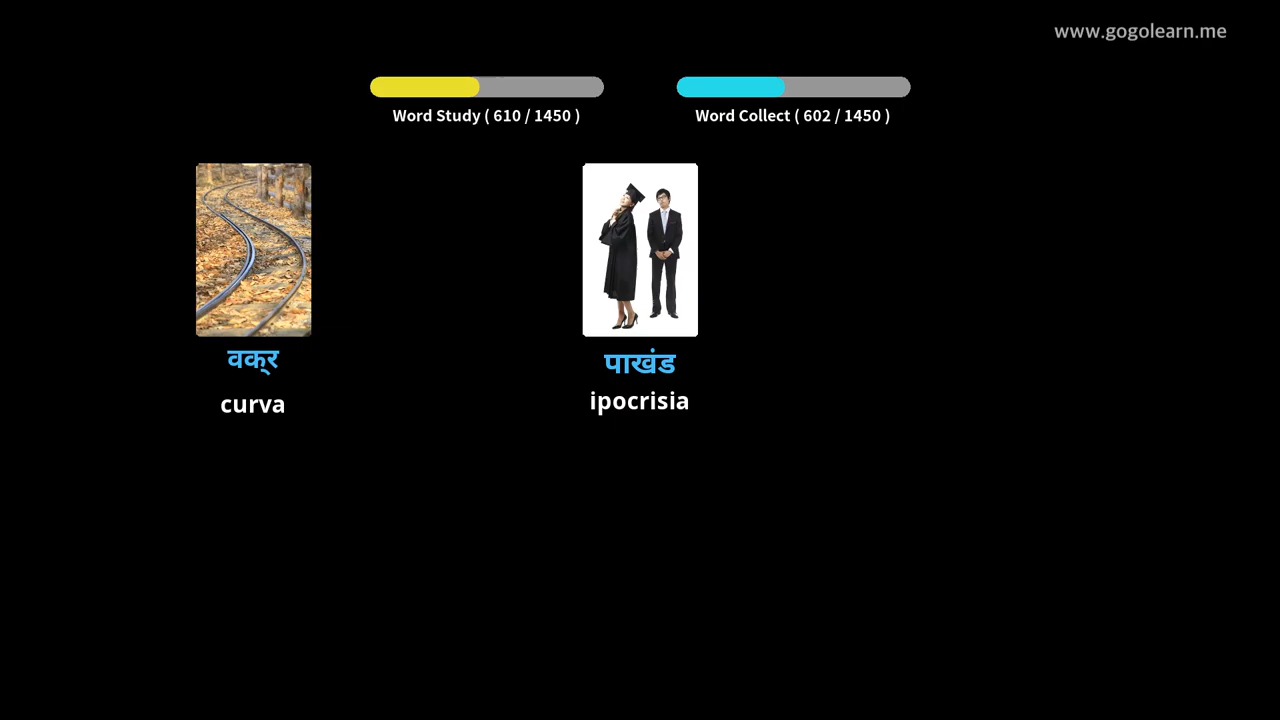 www.gogolearn.me
Word Study ( 610 / 1450 )
Word Collect ( 602 / 1450 )
वक्र
curva
पाखंड
ipocrisia